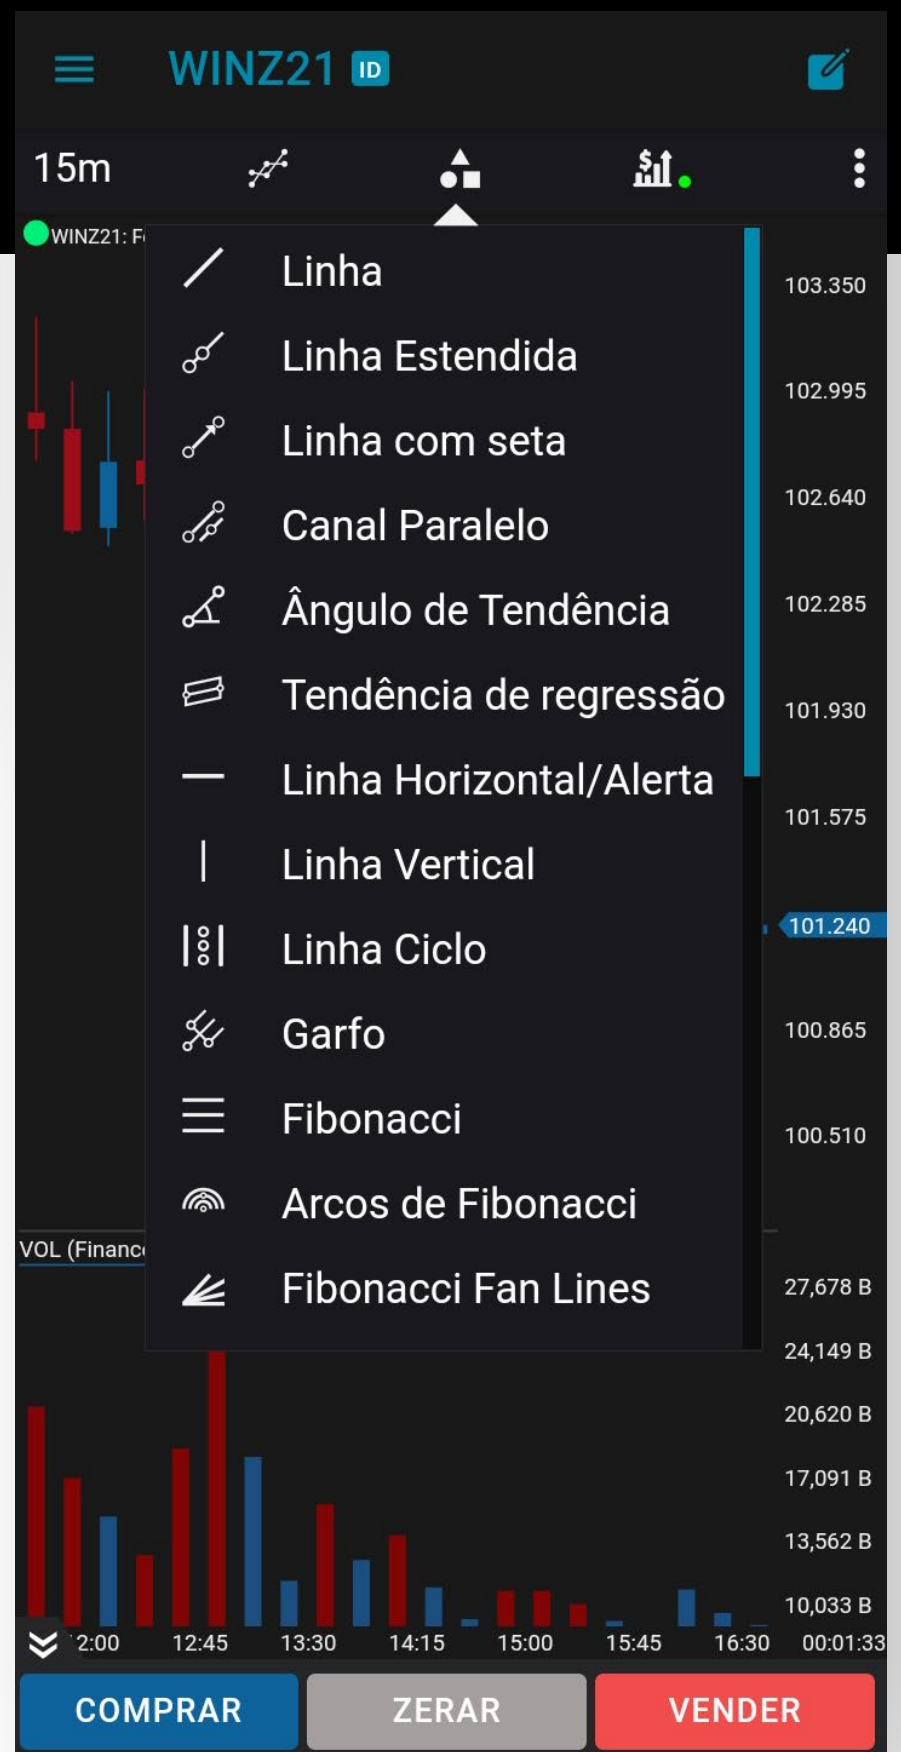 WINZ21 ID
15m
WINZ21:
Linha
103.350
Linha Estendida
102.995
Linha com seta
102.640
Canal Paralelo
Ângulo de Tendência
102.285
Tendência de regressão
101.930
Linha Horizontal/Alerta
101.575
Linha Vertical
101.240
Linha Ciclo
Garfo
100.865
Fibonacci
100.510
Arcos de Fibonacci
VOL
Fibonacci Fan Lines
27,678 B
24,149 B
20,620 B
17,091 B
13,562 B
10,033 B
2:00 12:45 13:30 14:15 15:00 15:45 16:30 00:01:33
COMPRAR ZERAR VENDER